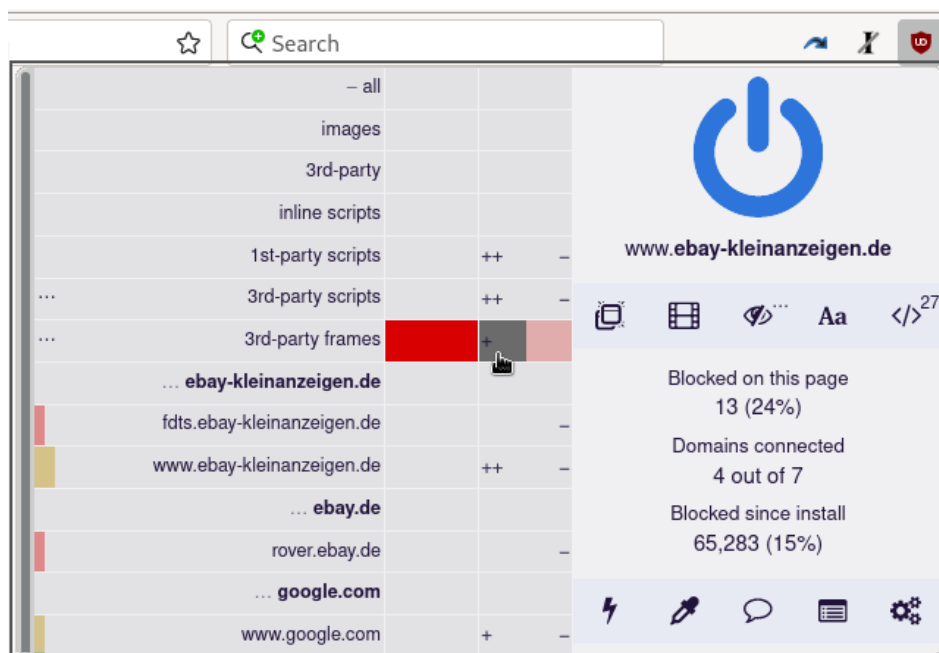 Search
UD
– all
images
3rd-party
inline scripts
1st-party scripts ++ –
... 3rd-party scripts ++ –
... 3rd-party frames +
... ebay-kleinanzeigen.de
fdts.ebay-kleinanzeigen.de –
www.ebay-kleinanzeigen.de ++ –
... ebay.de
rover.ebay.de –
... google.com
www.google.com + –
www.ebay-kleinanzeigen.de
... Aa </> 27
Blocked on this page
13 (24%)
Domains connected
4 out of 7
Blocked since install
65,283 (15%)